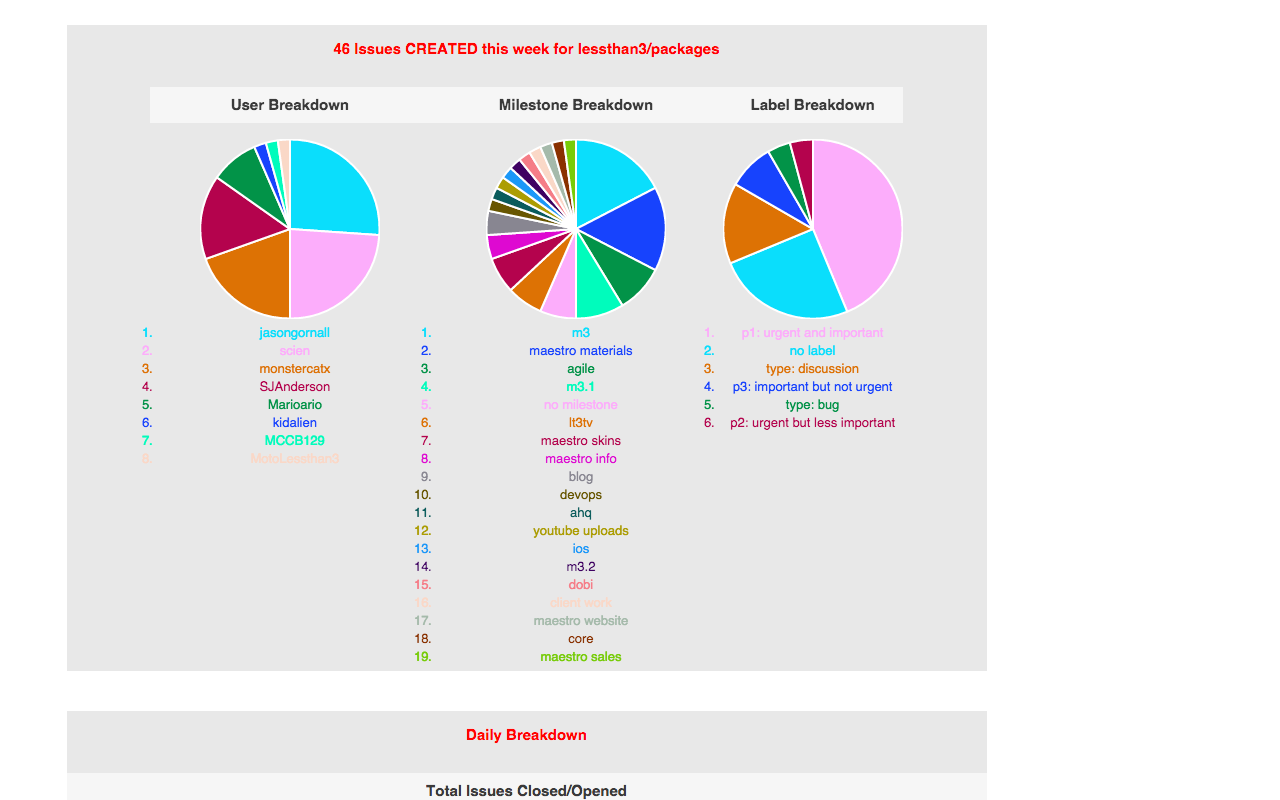 46 Issues CREATED this week for lessthan3/packages
User Breakdown
Milestone Breakdown
Label Breakdown
1. jasongornall
2. scien
3. monstercatx
4. SJAnderson
5. Marioario
6. kidalien
7. MCCB129
8. MotoLessthan3
1. m3
2. maestro materials
3. agile
4. m3.1
5. no milestone
6. lt3tv
7. maestro skins
8. maestro info
9. blog
10. devops
11. ahq
12. youtube uploads
13. ios
14. m3.2
15. dobi
16. client work
17. maestro website
18. core
19. maestro sales
1. p1: urgent and important
2. no label
3. type: discussion
4. p3: important but not urgent
5. type: bug
6. p2: urgent but less important
Daily Breakdown
Total Issues Closed/Opened